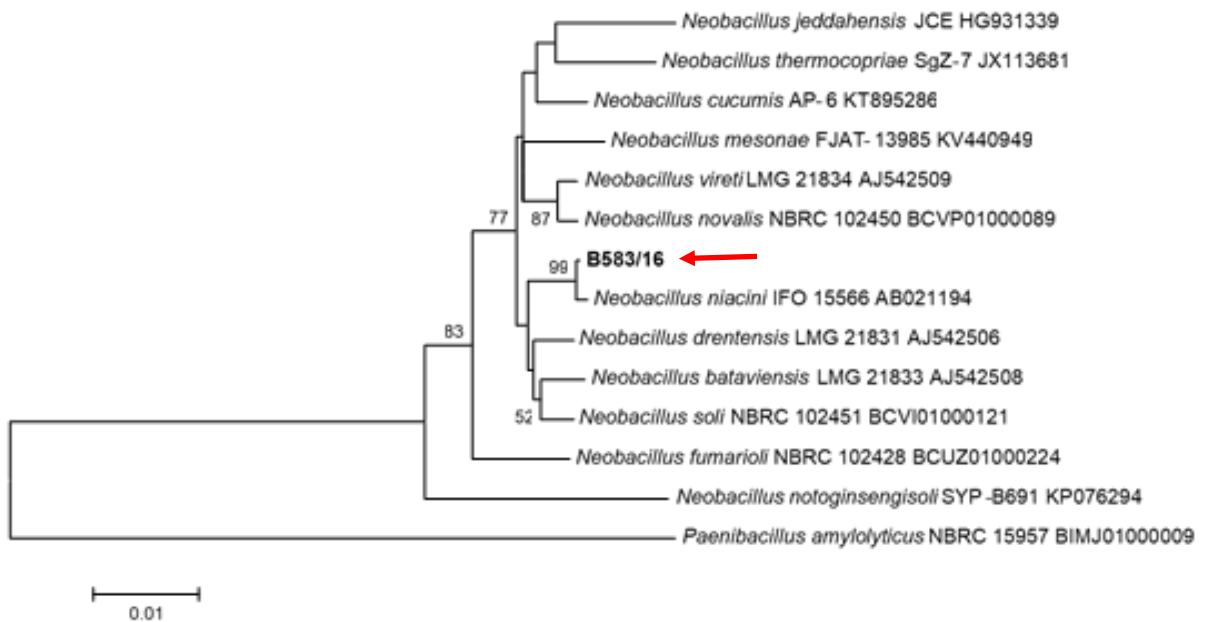 Neobacillus jeddahensis JCE HG931339
Neobacillus thermocopriae SgZ-7 JX113681
Neobacillus cucumis AP- 6 KT895286
Neobacillus mesonae FJAT- 13985 KV440949
Neobacillus vireti LMG 21834 AJ542509
77
87
Neobacillus novalis NBRC 102450 BCVP01000089
B583/16
99
Neobacillus niacini IFO 15566 AB021194
83
Neobacillus drentensis LMG 21831 AJ542506
Neobacillus bataviensis LMG 21833 AJ542508
52
Neobacillus soli NBRC 102451 BCVI01000121
Neobacillus fumarioli NBRC 102428 BCUZ01000224
Neobacillus notoginsengisoli SYP -B691 KP076294
Paenibacillus amylolyticus NBRC 15957 BIMJ01000009
0.01